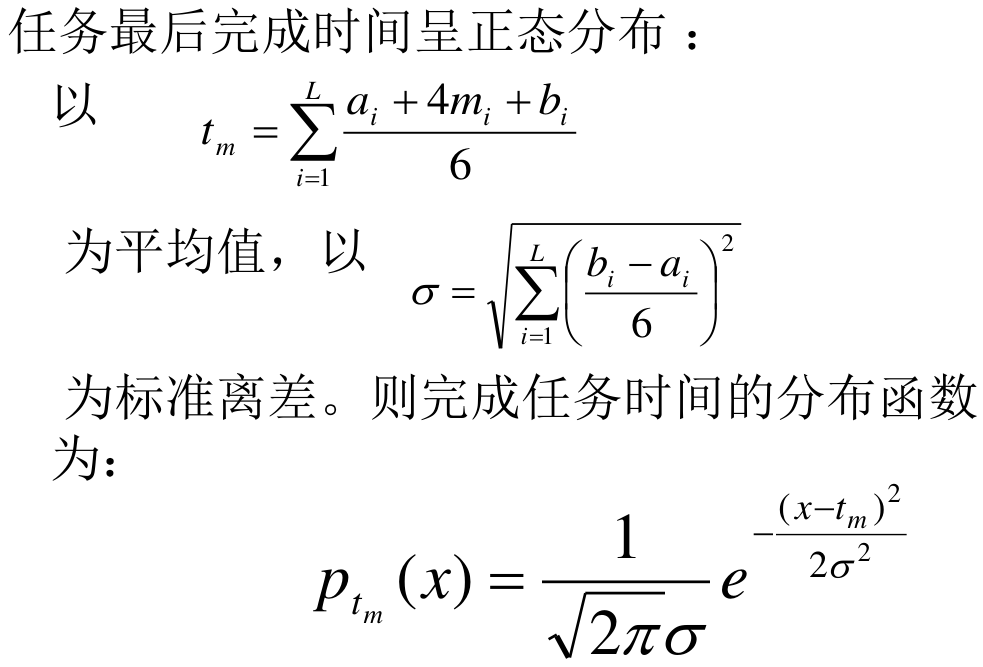 任务最后完成时间呈正态分布：
以 t_m = \sum_{i=1}^{L} \frac{a_i + 4m_i + b_i}{6}
为平均值，以 \sigma = \sqrt{\sum_{i=1}^{L} \left( \frac{b_i - a_i}{6} \right)^2}
为标准离差。则完成任务时间的分布函数
为：
p_{t_m}(x) = \frac{1}{\sqrt{2\pi}\sigma} e^{-\frac{(x-t_m)^2}{2\sigma^2}}